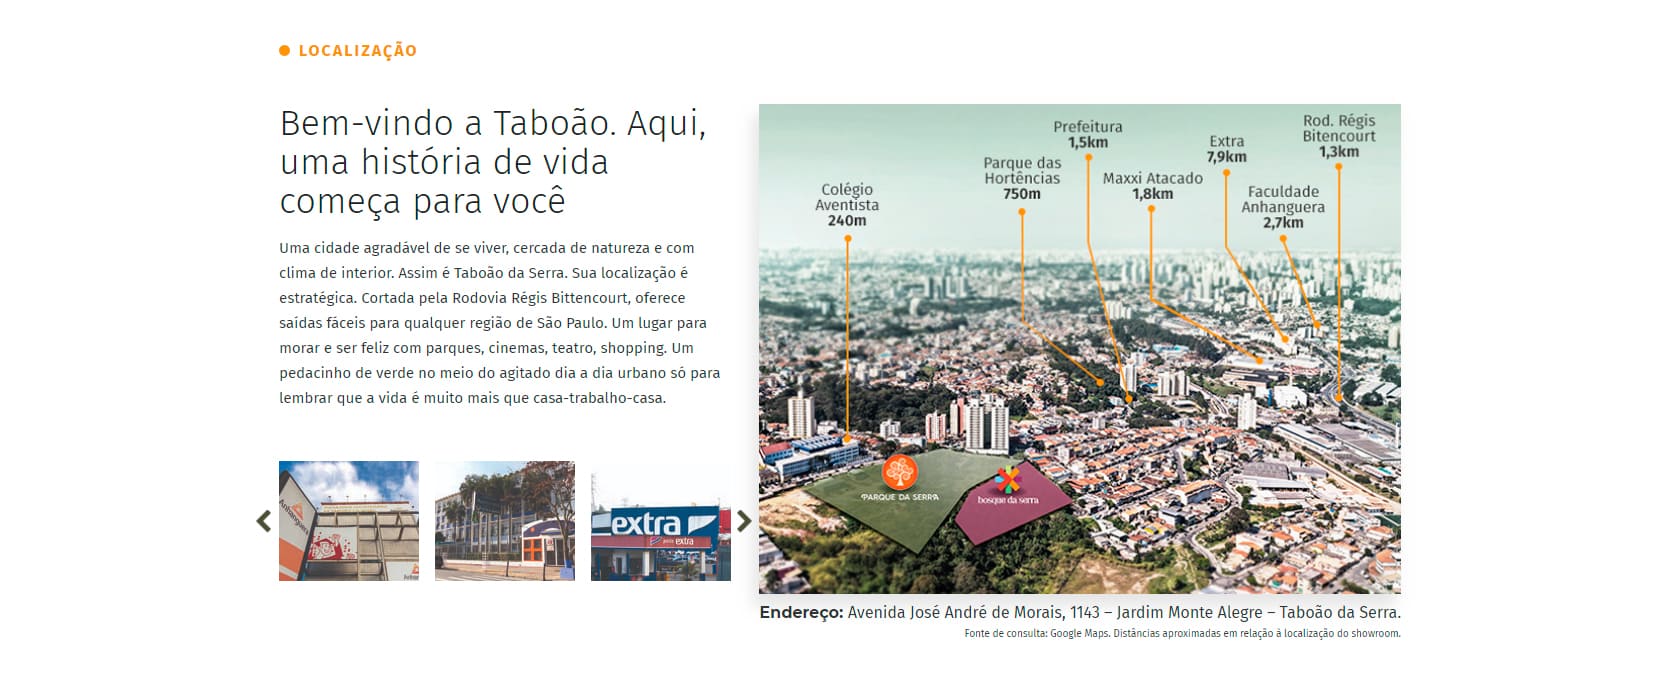 LOCALIZAÇÃO
Bem-vindo a Taboão. Aqui,
uma história de vida
começa para você
Uma cidade agradável de se viver, cercada de natureza e com
clima de interior. Assim é Taboão da Serra. Sua localização é
estratégica. Cortada pela Rodovia Régis Bittencourt, oferece
saídas fáceis para qualquer região de São Paulo. Um lugar para
morar e ser feliz com parques, cinemas, teatro, shopping. Um
pedacinho de verde no meio do agitado dia a dia urbano só para
lembrar que a vida é muito mais que casa-trabalho-casa.
Anhanguera
extra
posto extra
Colégio
Aventista
240m
Parque das
Hortências
750m
Prefeitura
1,5km
Maxxi Atacado
1,8km
Extra
7,9km
Faculdade
Anhanguera
2,7km
Rod. Régis
Bitencourt
1,3km
PARQUE DA SERRA
bosque da serra
Endereço: Avenida José André de Morais, 1143 – Jardim Monte Alegre – Taboão da Serra.
Fonte de consulta: Google Maps. Distâncias aproximadas em relação à localização do showroom.